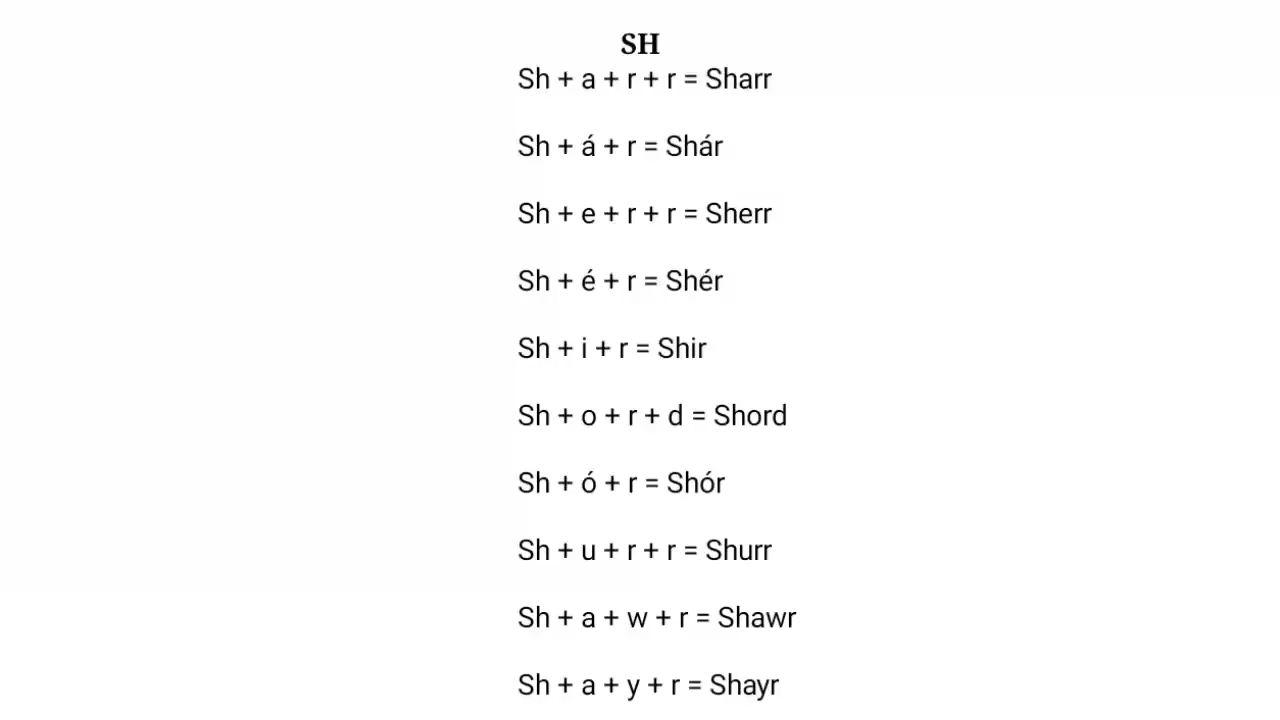 SH
Sh + a + r + r = Sharr
Sh + á + r = Shár
Sh + e + r + r = Sherr
Sh + é + r = Shér
Sh + i + r = Shir
Sh + o + r + d = Shord
Sh + ó + r = Shór
Sh + u + r + r = Shurr
Sh + a + w + r = Shawr
Sh + a + y + r = Shayr